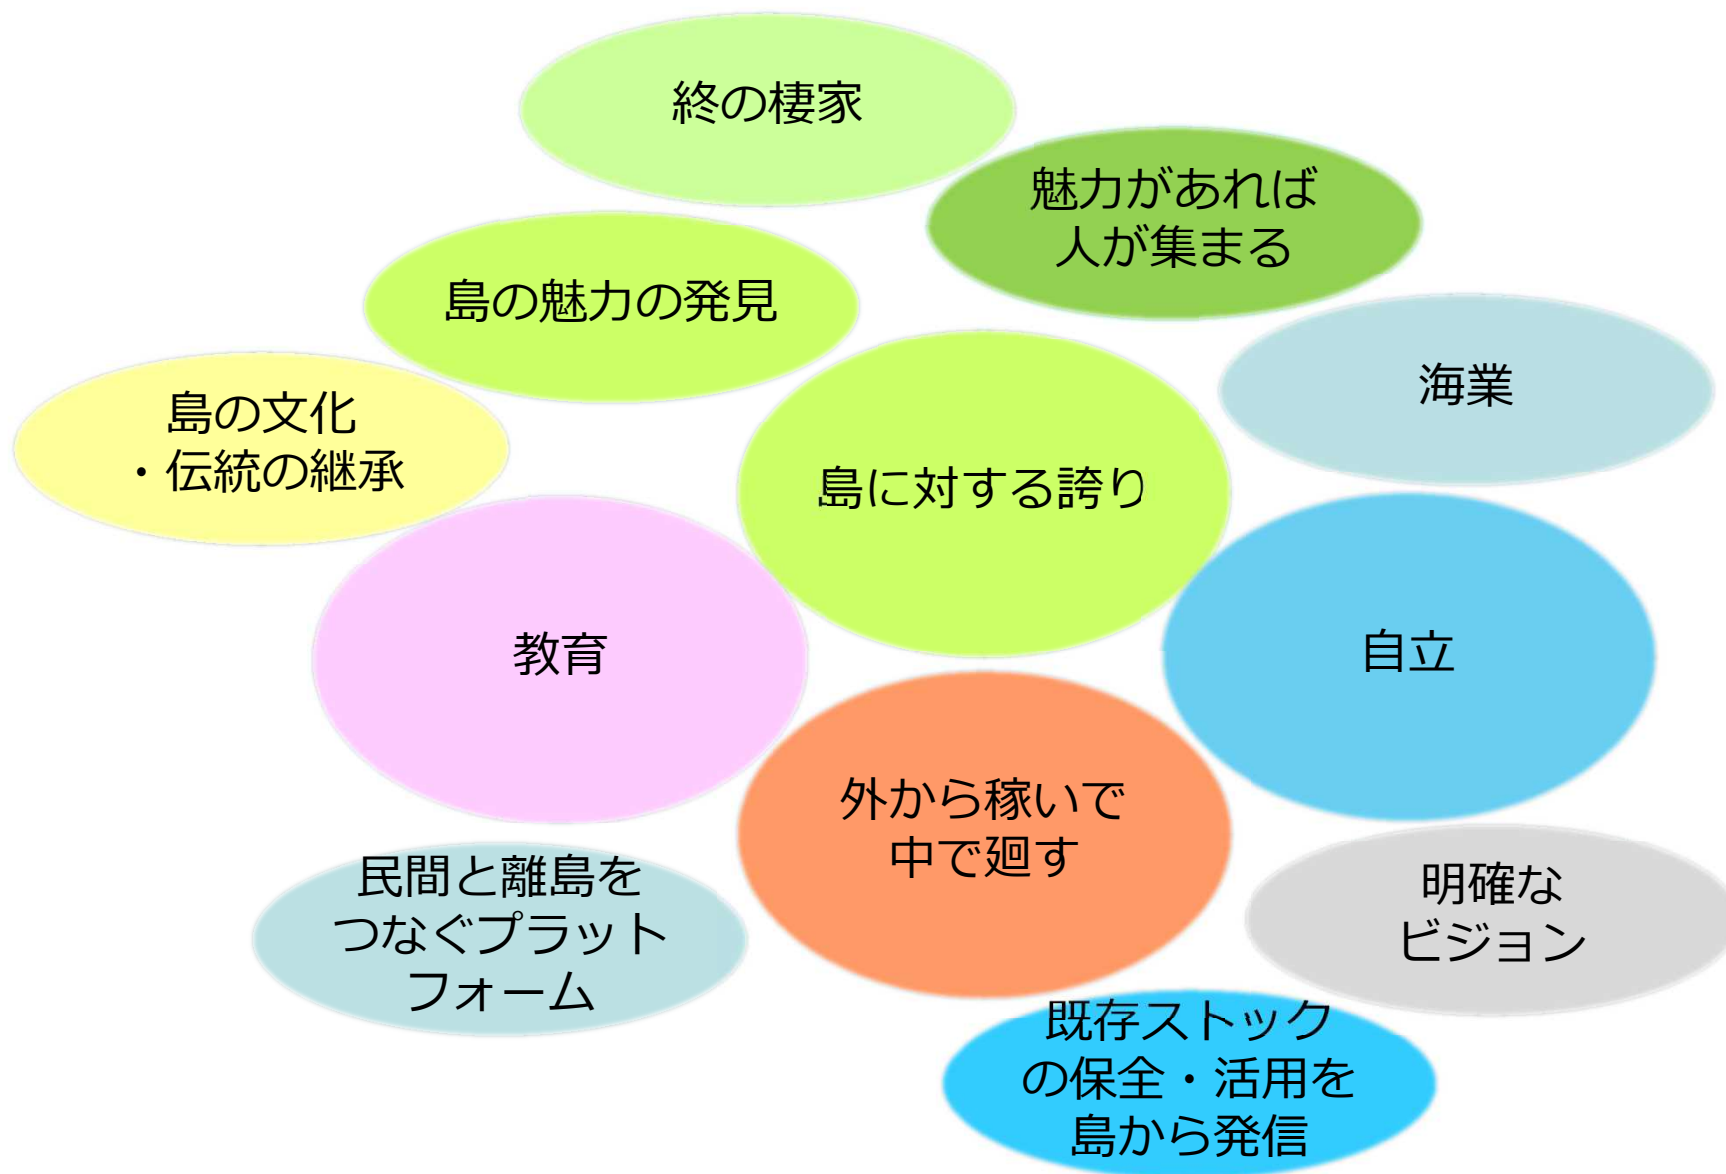 終の棲家
魅力があれば
人が集まる
島の魅力の発見
海業
島の文化
・伝統の継承
島に対する誇り
教育
自立
外から稼いで
中で廻す
民間と離島を
つなぐプラット
フォーム
明確な
ビジョン
既存ストック
の保全・活用を
島から発信